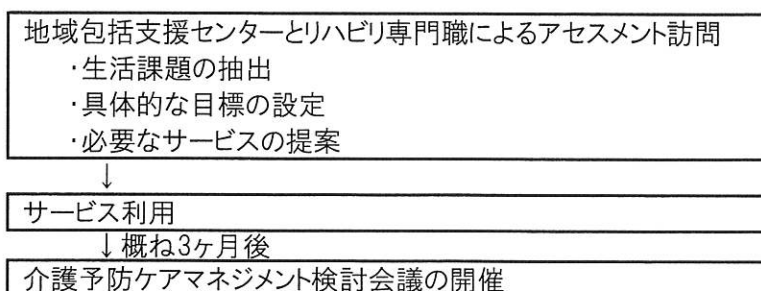 地域包括支援センターとリハビリ専門職によるアセスメント訪問
・生活課題の抽出
・具体的な目標の設定
・必要なサービスの提案
↓
サービス利用
↓概ね3ヶ月後
介護予防ケアマネジメント検討会議の開催